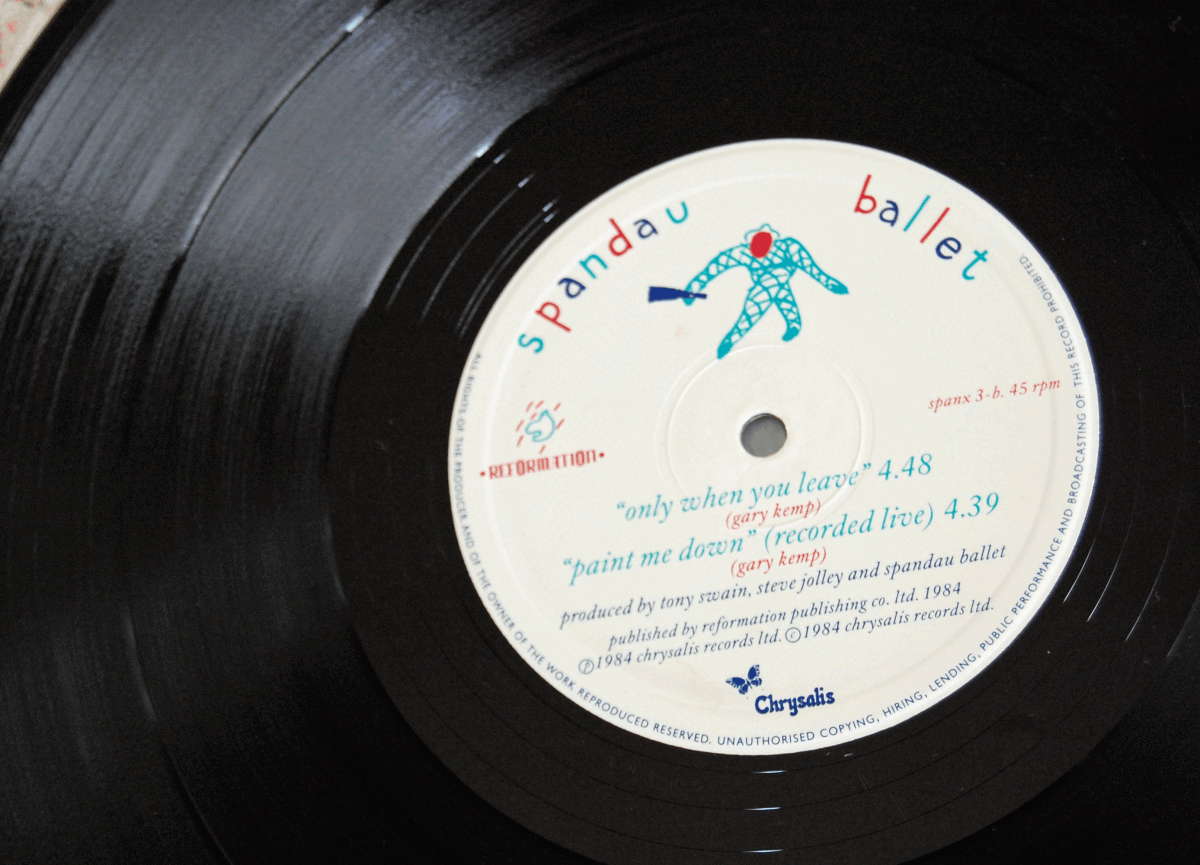 spandau ballet
spanx 3-b. 45 rpm
•REFORMATION•
“only when you leave” 4.48
(gary kemp)
“paint me down” (recorded live) 4.39
(gary kemp)
produced by tony swain, steve jolley and spandau ballet
published by reformation publishing co. ltd. 1984
Ⓟ1984 chrysalis records ltd. ©1984 chrysalis records ltd.
Chrysalis
ALL RIGHTS OF THE PRODUCER AND OF THE OWNER OF THE WORK REPRODUCED RESERVED. UNAUTHORISED COPYING, HIRING, LENDING, PUBLIC PERFORMANCE AND BROADCASTING OF THIS RECORD PROHIBITED.